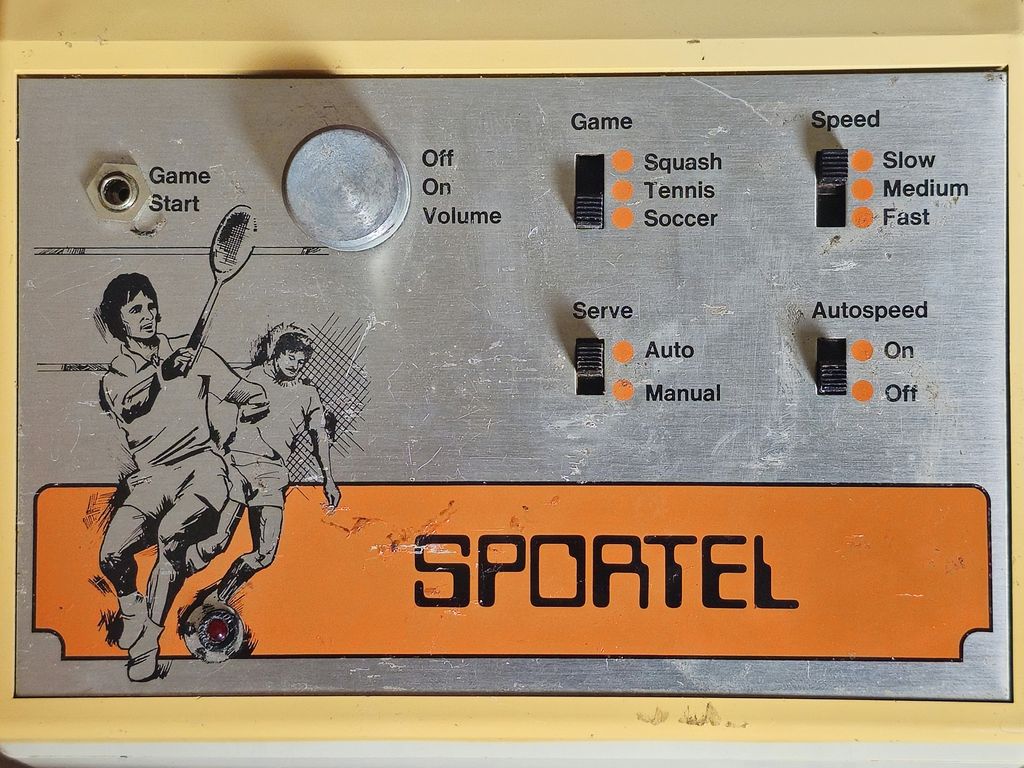 Game
Start
Off
On
Volume
Game
Squash
Tennis
Soccer
Speed
Slow
Medium
Fast
Serve
Auto
Manual
Autospeed
On
Off
SPORTEL